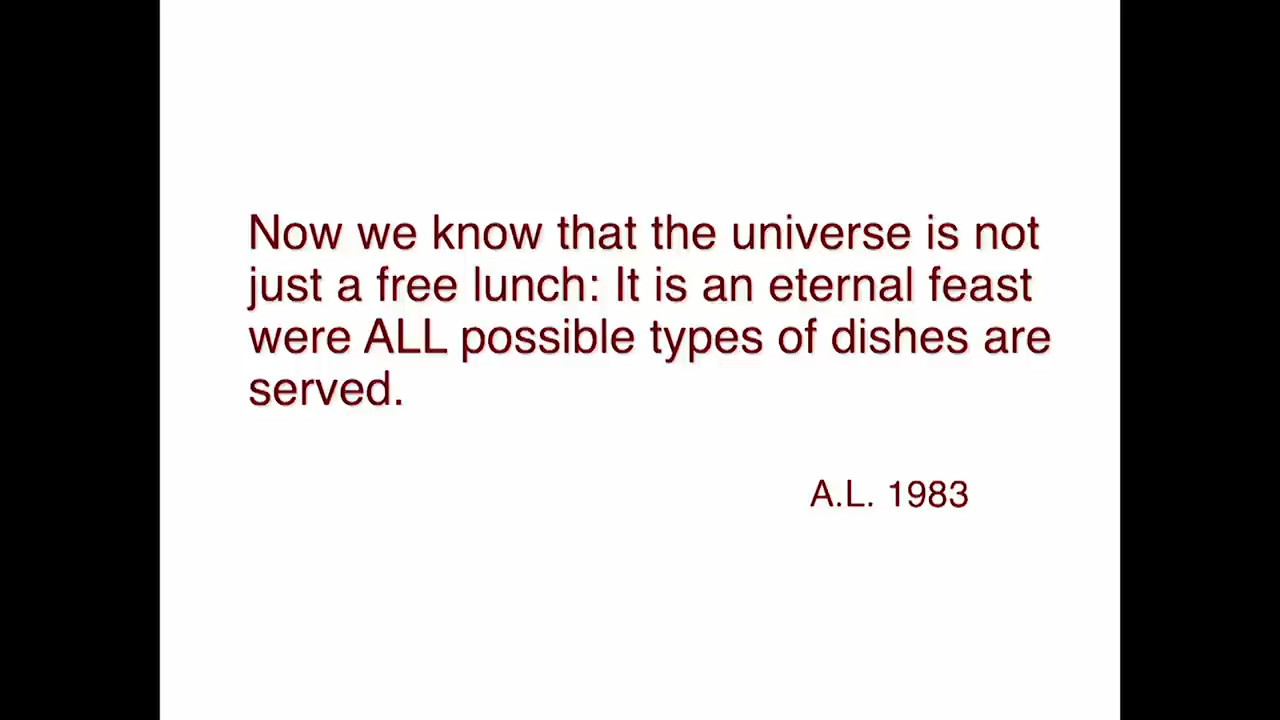 Now we know that the universe is not
just a free lunch: It is an eternal feast
were ALL possible types of dishes are
served.
A.L. 1983